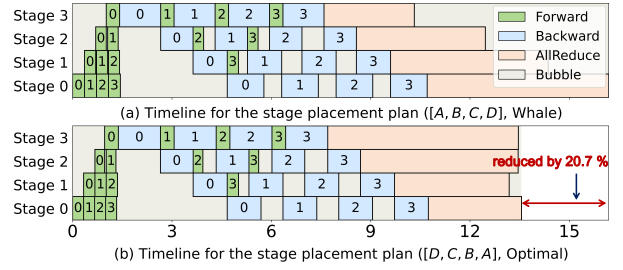 Stage 3 0 0 1 1 2 2 3 3
Stage 2 0 1 0 2 1 3 2 3
Stage 1 0 1 2 0 3 1 2 3
Stage 0 0 1 2 3 0 1 2 3
Forward
Backward
AllReduce
Bubble
(a) Timeline for the stage placement plan ([A, B, C, D], Whale)
Stage 3 0 0 1 1 2 2 3 3
Stage 2 0 1 0 2 1 3 2 3
Stage 1 0 1 2 0 3 1 2 3
Stage 0 0 1 2 3 0 1 2 3
reduced by 20.7 %
0 3 6 9 12 15
(b) Timeline for the stage placement plan ([D, C, B, A], Optimal)